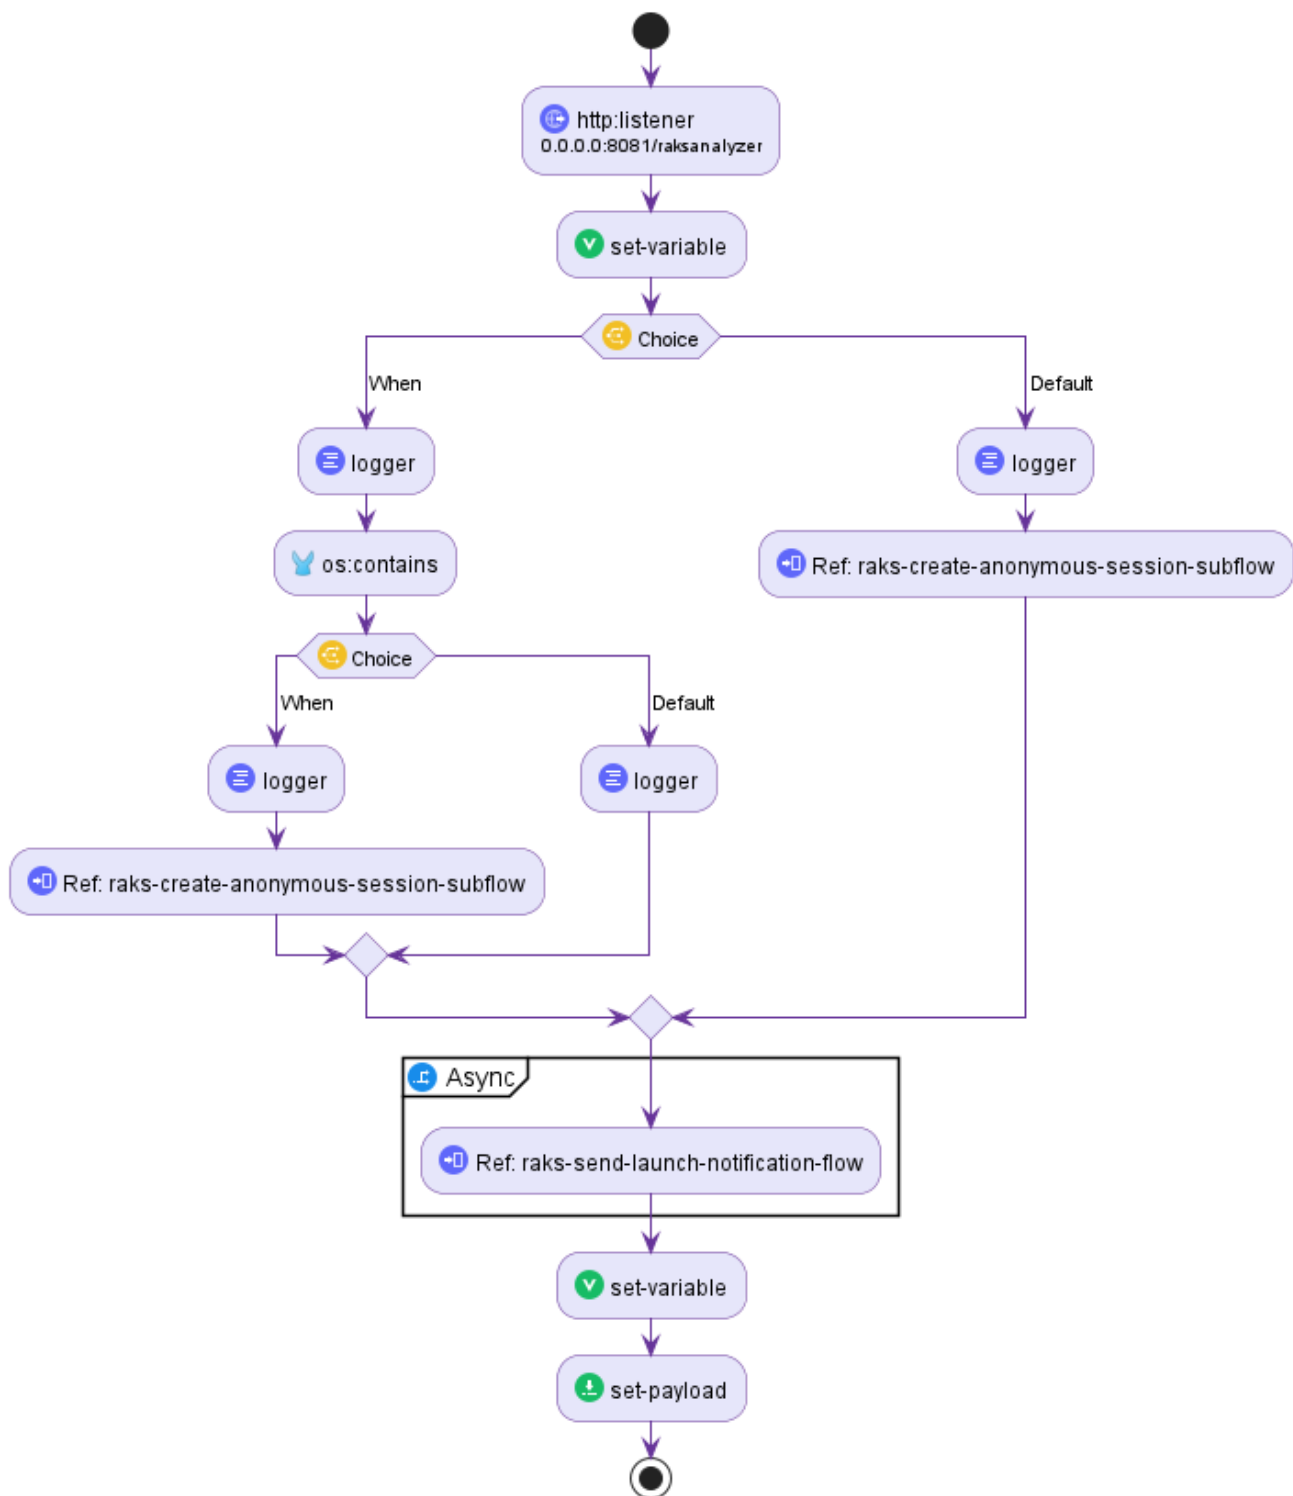 http:listener
0.0.0.0:8081/raksanalyzer
set-variable
Choice
When
Default
logger
logger
os:contains
Ref: raks-create-anonymous-session-subflow
Choice
When
Default
logger
logger
Ref: raks-create-anonymous-session-subflow
Async
Ref: raks-send-launch-notification-flow
set-variable
set-payload